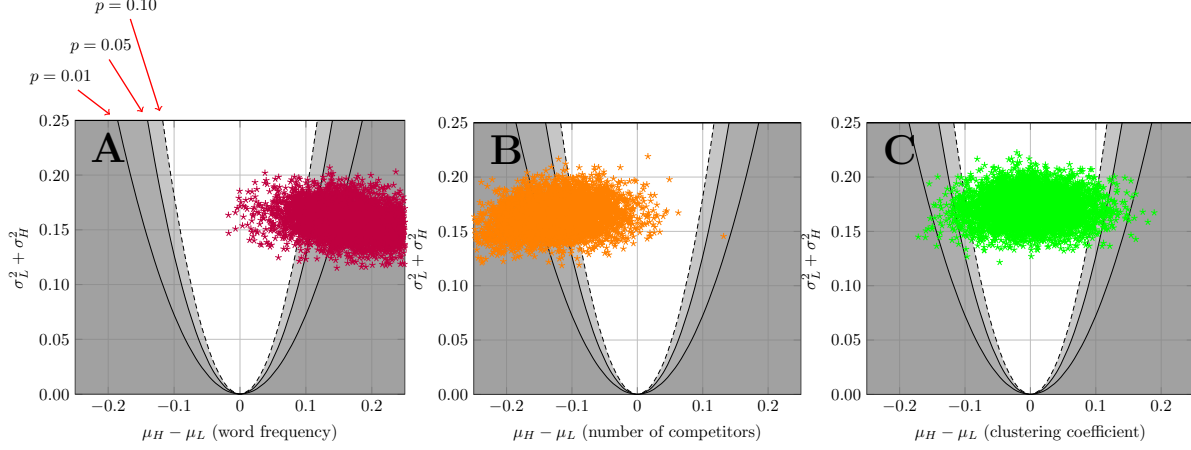 p = 0.10
p = 0.05
p = 0.01
A
0.25
0.20
0.15
0.10
0.05
0.00
σ²_L + σ²_H
−0.2 −0.1 0 0.1 0.2
μ_H − μ_L (word frequency)
B
0.25
0.20
0.15
0.10
0.05
0.00
σ²_L + σ²_H
−0.2 −0.1 0 0.1 0.2
μ_H − μ_L (number of competitors)
C
0.25
0.20
0.15
0.10
0.05
0.00
σ²_L + σ²_H
−0.2 −0.1 0 0.1 0.2
μ_H − μ_L (clustering coefficient)